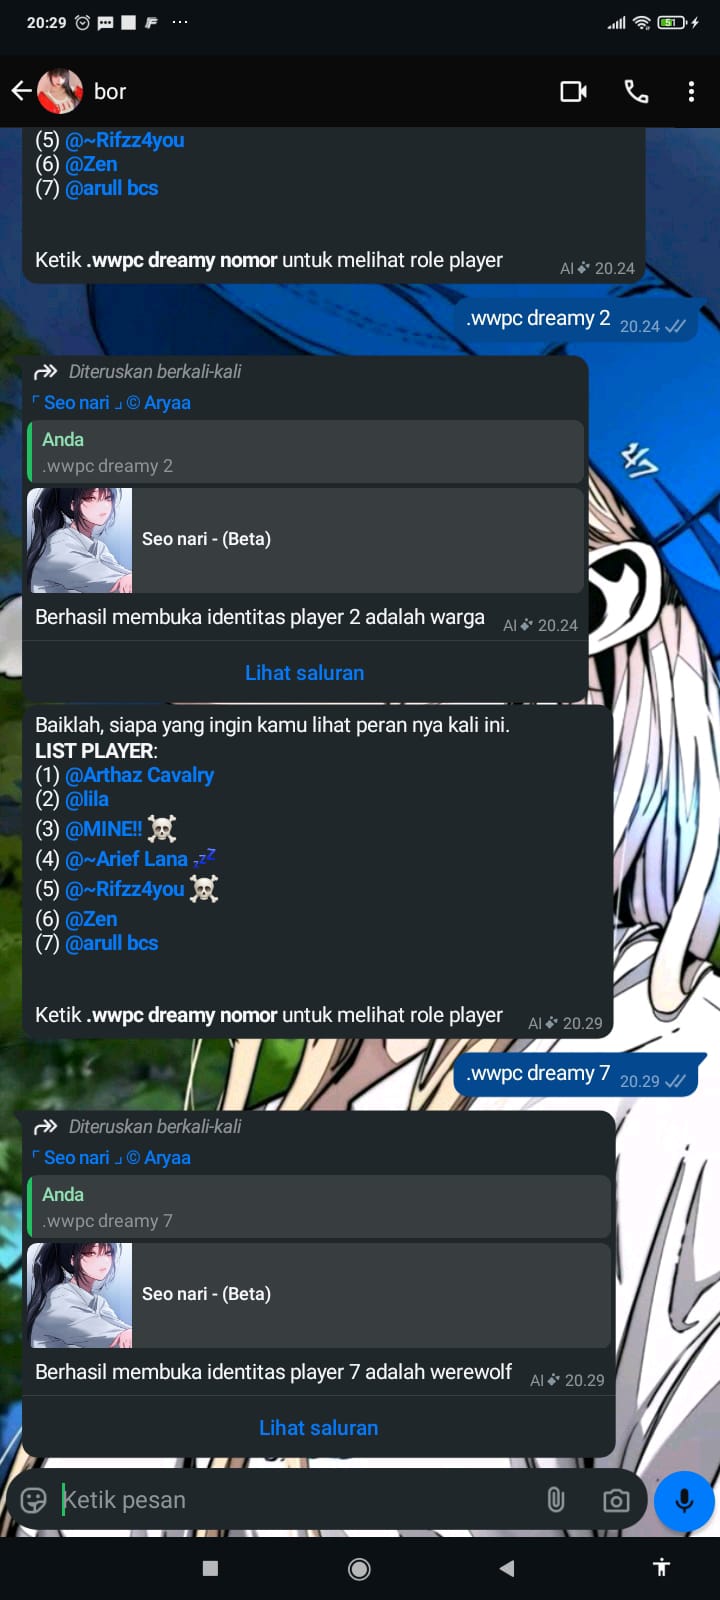 20:29
51
bor
(5) @~Rifzz4you
(6) @Zen
(7) @arull bcs
Ketik .wwpc dreamy nomor untuk melihat role player
AI 20.24
.wwpc dreamy 2 20.24
Diteruskan berkali-kali
「 Seo nari 」© Aryaa
Anda
.wwpc dreamy 2
Seo nari - (Beta)
Berhasil membuka identitas player 2 adalah warga
AI 20.24
Lihat saluran
Baiklah, siapa yang ingin kamu lihat peran nya kali ini.
LIST PLAYER:
(1) @Arthaz Cavalry
(2) @lila
(3) @MINE!! ☠️
(4) @~Arief Lana 💤
(5) @~Rifzz4you ☠️
(6) @Zen
(7) @arull bcs
Ketik .wwpc dreamy nomor untuk melihat role player
AI 20.29
.wwpc dreamy 7 20.29
Diteruskan berkali-kali
「 Seo nari 」© Aryaa
Anda
.wwpc dreamy 7
Seo nari - (Beta)
Berhasil membuka identitas player 7 adalah werewolf
AI 20.29
Lihat saluran
Ketik pesan